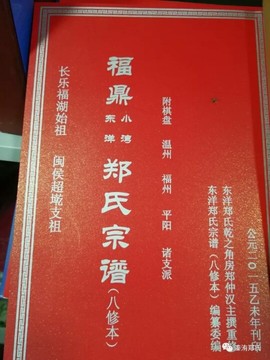 公元二0一五乙未年刊
东洋郑氏乾之角房郑仲汉主撰重
东洋郑氏宗谱(八修本)编纂委编
附棋盘 温州 福州 平阳 诸支派
福鼎小湾东洋郑氏宗谱(八修本)
长乐福湖始祖 闽侯超墘支祖